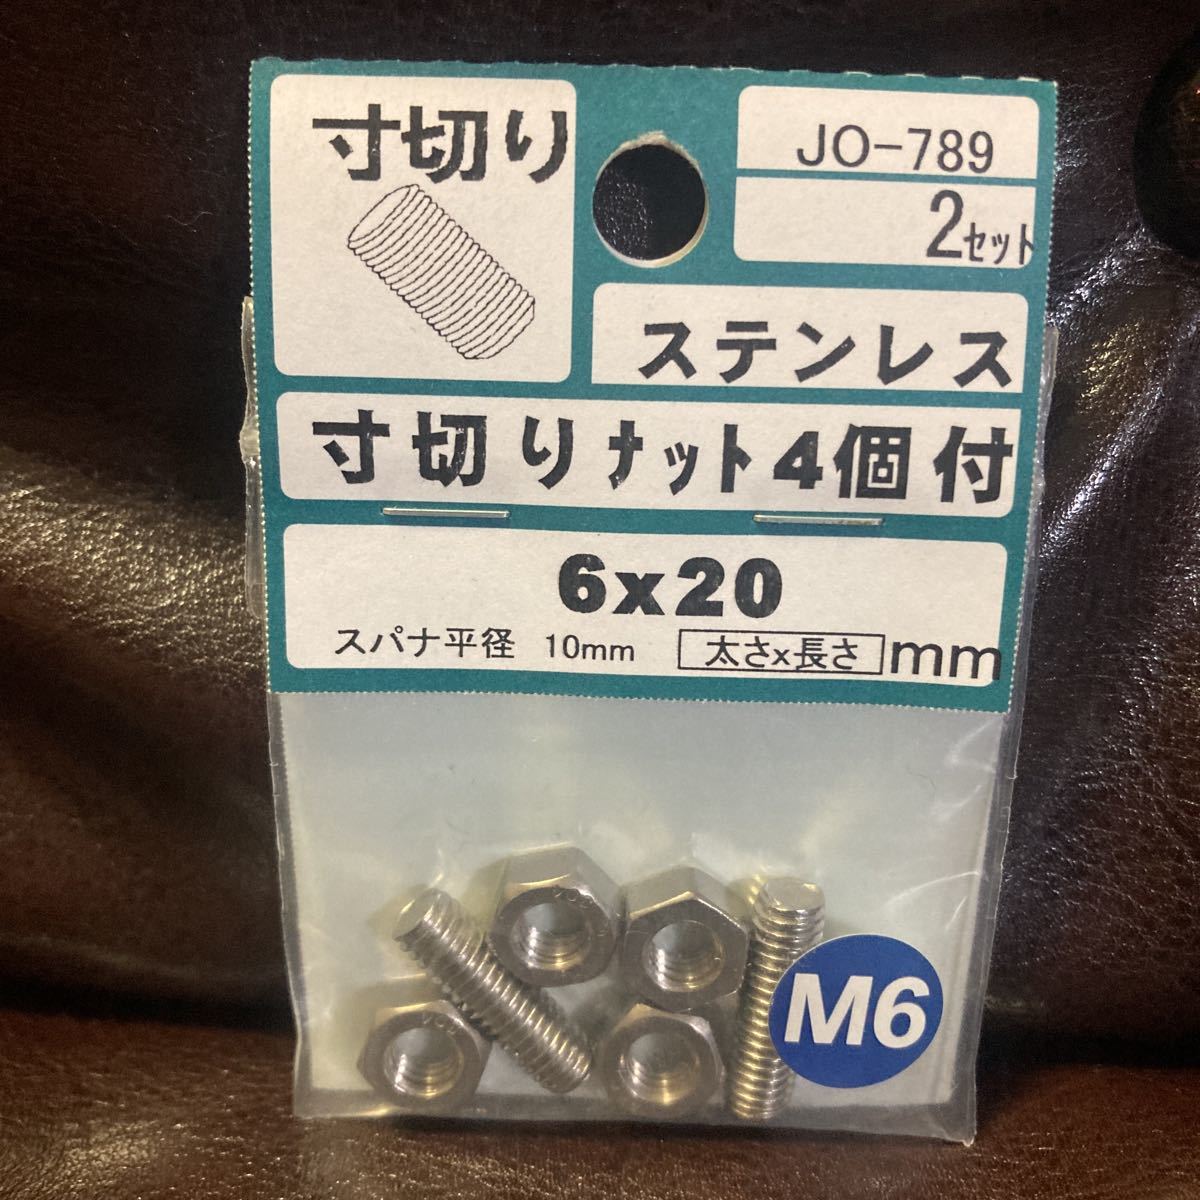 寸切り
JO-789
2セット
ステンレス
寸切りナット4個付
6x20
スパナ平径 10mm 太さx長さ mm
M6